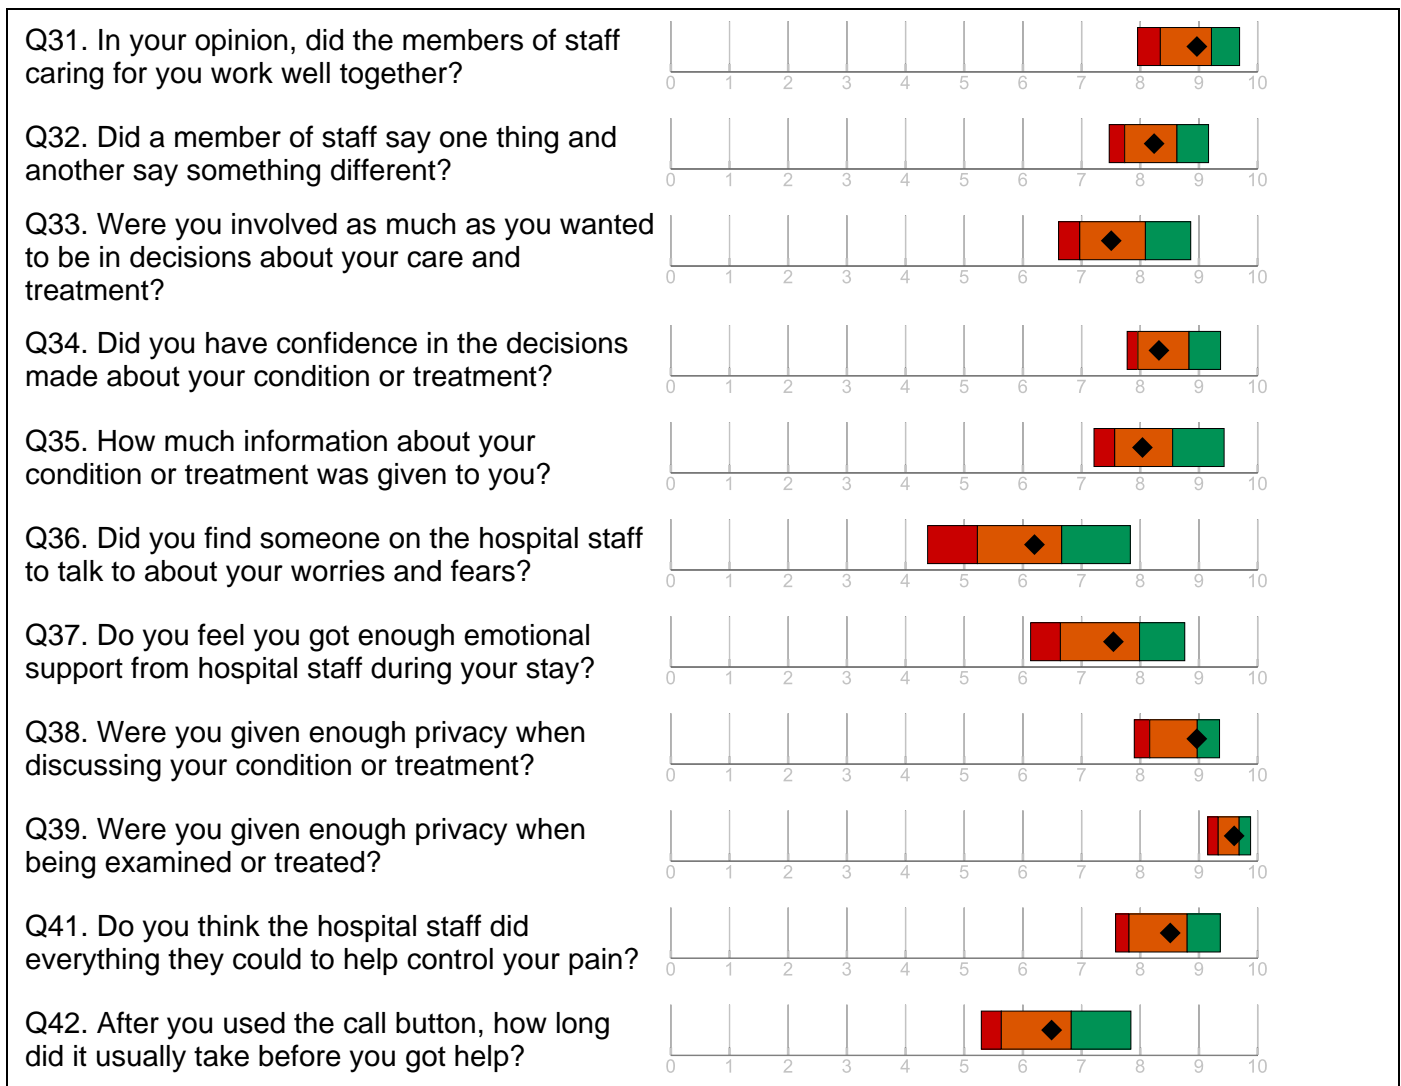 Q31. In your opinion, did the members of staff
caring for you work well together?
0 1 2 3 4 5 6 7 8 9 10
Q32. Did a member of staff say one thing and
another say something different?
0 1 2 3 4 5 6 7 8 9 10
Q33. Were you involved as much as you wanted
to be in decisions about your care and
treatment?
0 1 2 3 4 5 6 7 8 9 10
Q34. Did you have confidence in the decisions
made about your condition or treatment?
0 1 2 3 4 5 6 7 8 9 10
Q35. How much information about your
condition or treatment was given to you?
0 1 2 3 4 5 6 7 8 9 10
Q36. Did you find someone on the hospital staff
to talk to about your worries and fears?
0 1 2 3 4 5 6 7 8 9 10
Q37. Do you feel you got enough emotional
support from hospital staff during your stay?
0 1 2 3 4 5 6 7 8 9 10
Q38. Were you given enough privacy when
discussing your condition or treatment?
0 1 2 3 4 5 6 7 8 9 10
Q39. Were you given enough privacy when
being examined or treated?
0 1 2 3 4 5 6 7 8 9 10
Q41. Do you think the hospital staff did
everything they could to help control your pain?
0 1 2 3 4 5 6 7 8 9 10
Q42. After you used the call button, how long
did it usually take before you got help?
0 1 2 3 4 5 6 7 8 9 10